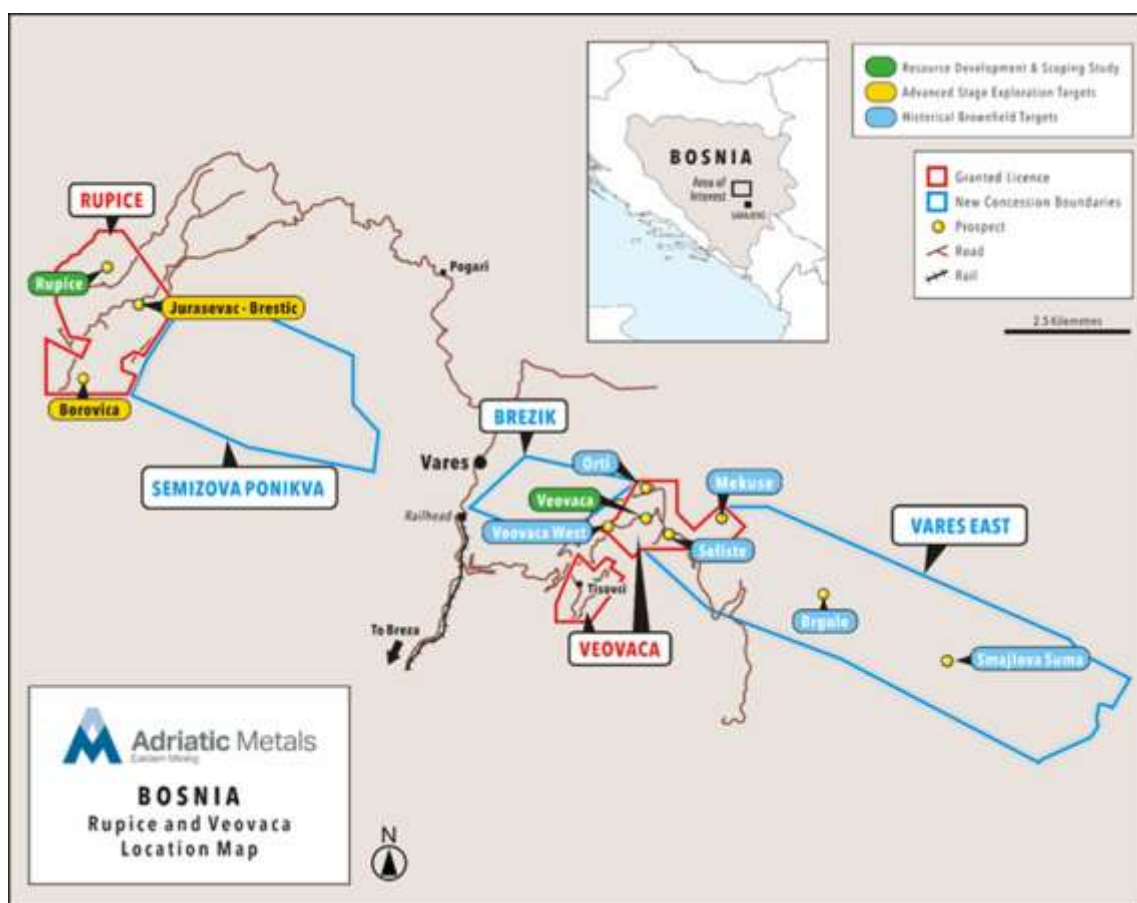 Resource Development & Scoping Study
Advanced Stage Exploration Targets
Historical Brownfield Targets
Granted Licence
New Concession Boundaries
Prospect
Road
Rail
2.5 Kilometres
BOSNIA
Area of
Interest
SARAJEVO
RUPICE
Rupice
Jurasevac - Brestic
Borovica
Pogari
SEMIZOVA PONIKVA
BREZIK
Vares
Orti
Mekuse
Veovaca
Railhead
Veovaca West
Seliste
VARES EAST
Tisovci
Brgule
To Breza
VEOVACA
Smajlova Suma
Adriatic Metals
Eastern Mining
BOSNIA
Rupice and Veovaca
Location Map
N